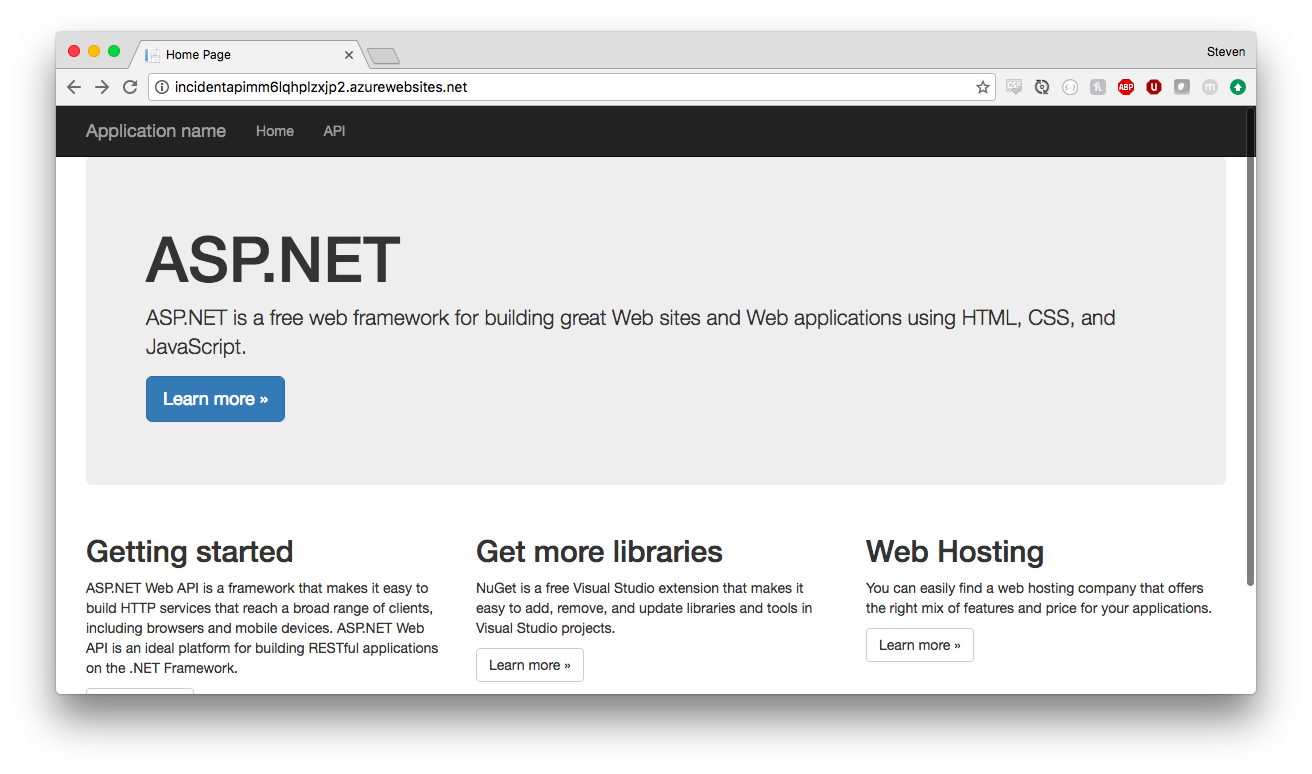 Home Page
Steven
incidentapimm6lqhplzxjp2.azurewebsites.net
ABP
Application name
Home
API
ASP.NET
ASP.NET is a free web framework for building great Web sites and Web applications using HTML, CSS, and
JavaScript.
Learn more »
Getting started
ASP.NET Web API is a framework that makes it easy to
build HTTP services that reach a broad range of clients,
including browsers and mobile devices. ASP.NET Web
API is an ideal platform for building RESTful applications
on the .NET Framework.
Get more libraries
NuGet is a free Visual Studio extension that makes it
easy to add, remove, and update libraries and tools in
Visual Studio projects.
Learn more »
Web Hosting
You can easily find a web hosting company that offers
the right mix of features and price for your applications.
Learn more »